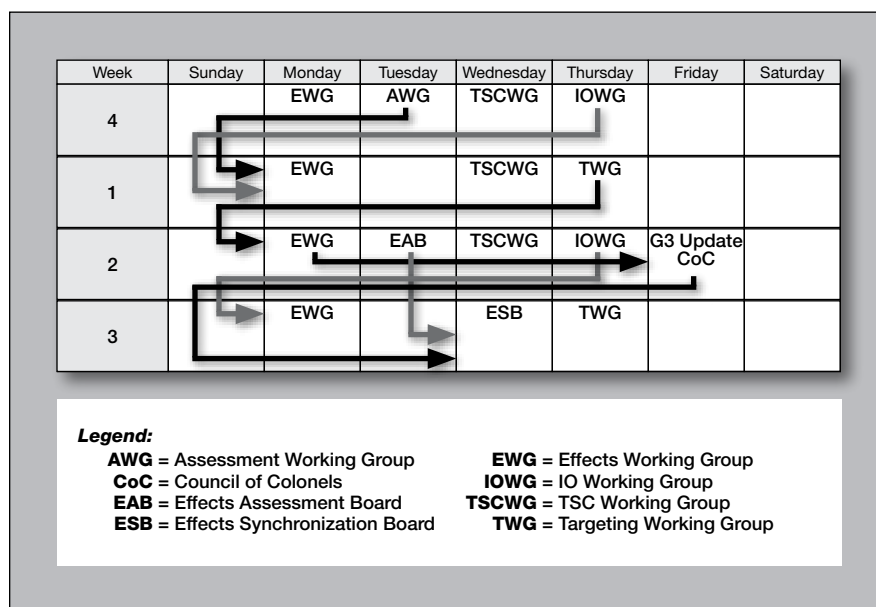 Week Sunday Monday Tuesday Wednesday Thursday Friday Saturday
4 EWG AWG TSCWG IOWG
1 EWG TSCWG TWG
2 EWG EAB TSCWG IOWG G3 Update
CoC
3 EWG ESB TWG
Legend:
AWG = Assessment Working Group
CoC = Council of Colonels
EAB = Effects Assessment Board
ESB = Effects Synchronization Board
EWG = Effects Working Group
IOWG = IO Working Group
TSCWG = TSC Working Group
TWG = Targeting Working Group